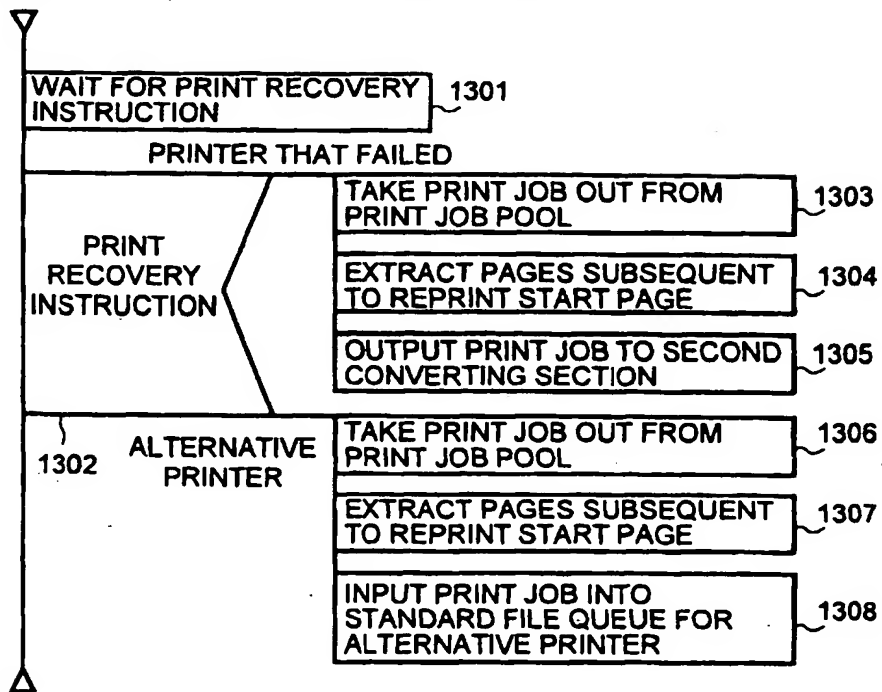 WAIT FOR PRINT RECOVERY
INSTRUCTION
1301
PRINTER THAT FAILED
PRINT
RECOVERY
INSTRUCTION
1302
TAKE PRINT JOB OUT FROM
PRINT JOB POOL
1303
EXTRACT PAGES SUBSEQUENT
TO REPRINT START PAGE
1304
OUTPUT PRINT JOB TO SECOND
CONVERTING SECTION
1305
ALTERNATIVE
PRINTER
TAKE PRINT JOB OUT FROM
PRINT JOB POOL
1306
EXTRACT PAGES SUBSEQUENT
TO REPRINT START PAGE
1307
INPUT PRINT JOB INTO
STANDARD FILE QUEUE FOR
ALTERNATIVE PRINTER
1308